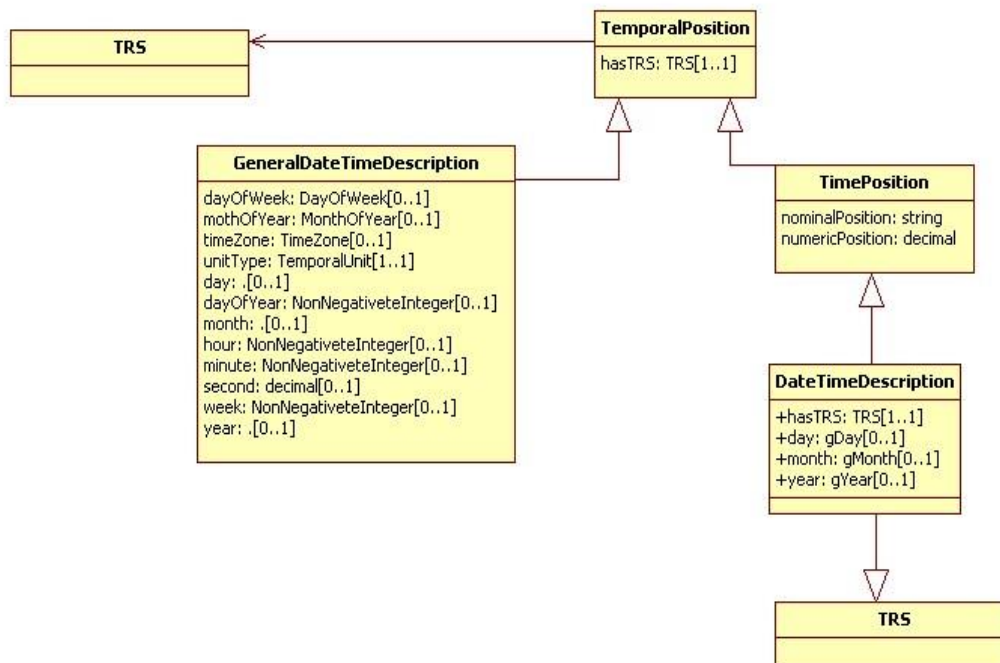 TRS
TemporalPosition
hasTRS: TRS[1..1]
GeneralDateTimeDescription
dayOfWeek: DayOfWeek[0..1]
mothOfYear: MonthOfYear[0..1]
timeZone: TimeZone[0..1]
unitType: TemporalUnit[1..1]
day: .[0..1]
dayOfYear: NonNegativeteInteger[0..1]
month: .[0..1]
hour: NonNegativeteInteger[0..1]
minute: NonNegativeteInteger[0..1]
second: decimal[0..1]
week: NonNegativeteInteger[0..1]
year: .[0..1]
TimePosition
nominalPosition: string
numericPosition: decimal
DateTimeDescription
+hasTRS: TRS[1..1]
+day: gDay[0..1]
+month: gMonth[0..1]
+year: gYear[0..1]
TRS